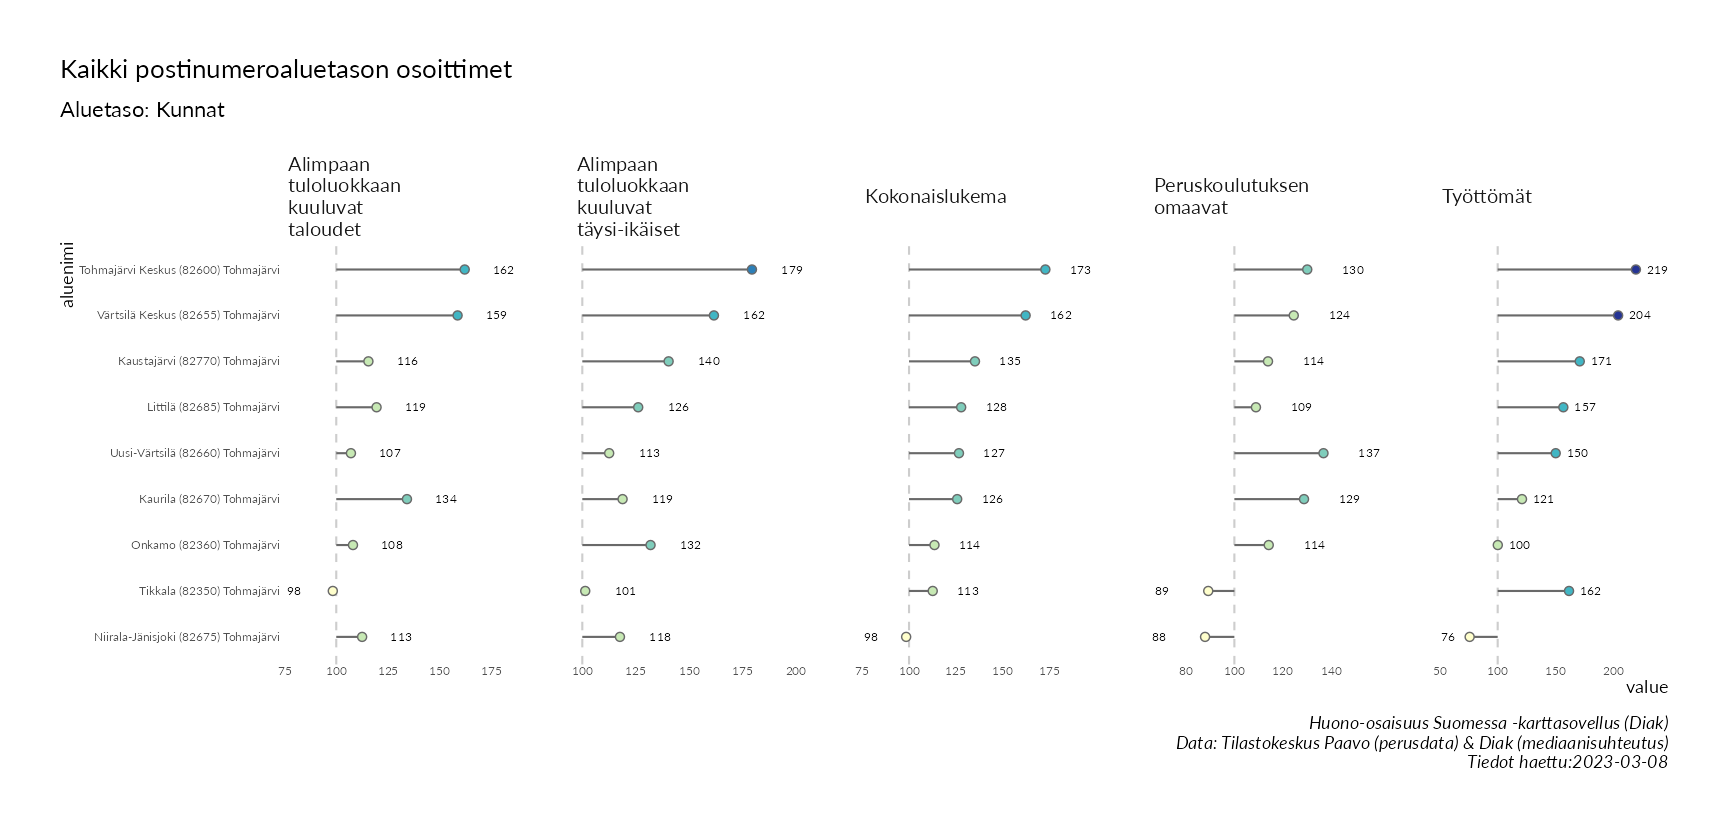 Kaikki postinumeroaluetason osoittimet
Aluetaso: Kunnat
Alimpaan
tuloluokkaan
kuuluvat
taloudet
Alimpaan
tuloluokkaan
kuuluvat
täysi-ikäiset
Kokonaislukema
Peruskoulutuksen
omaavat
Työttömät
aluenimi
Tohmajärvi Keskus (82600) Tohmajärvi 162 179 173 130 219
Värtsilä Keskus (82655) Tohmajärvi 159 162 162 124 204
Kaustajärvi (82770) Tohmajärvi 116 140 135 114 171
Littilä (82685) Tohmajärvi 119 126 128 109 157
Uusi-Värtsilä (82660) Tohmajärvi 107 113 127 137 150
Kaurila (82670) Tohmajärvi 134 119 126 129 121
Onkamo (82360) Tohmajärvi 108 132 114 114 100
Tikkala (82350) Tohmajärvi 98 101 113 89 162
Niirala-Jänisjoki (82675) Tohmajärvi 113 118 98 88 76
75 100 125 150 175 100 125 150 175 200 75 100 125 150 175 80 100 120 140 50 100 150 200
value
Huono-osaisuus Suomessa -karttasovellus (Diak)
Data: Tilastokeskus Paavo (perusdata) & Diak (mediaanisuhteutus)
Tiedot haettu:2023-03-08